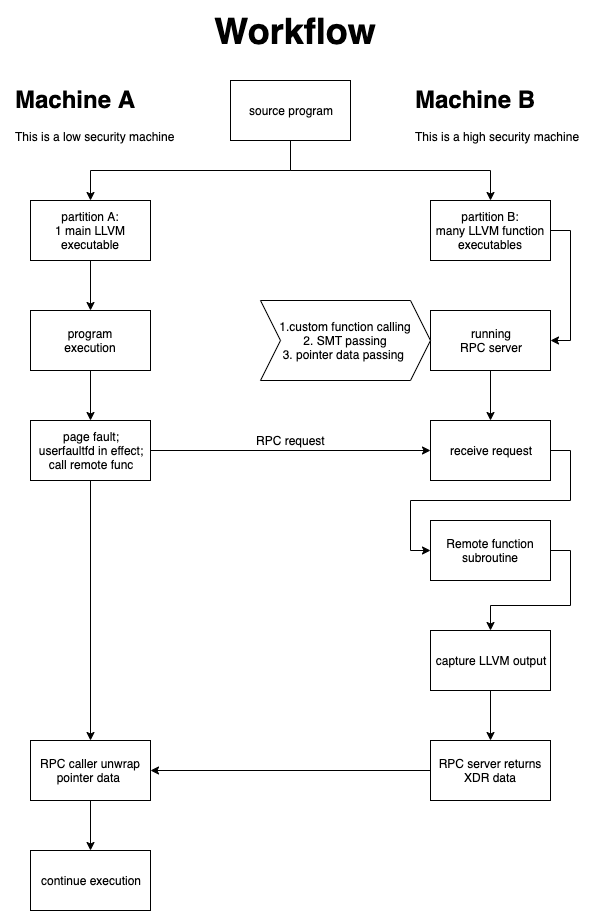 Workflow
Machine A
This is a low security machine
source program
Machine B
This is a high security machine
partition A:
1 main LLVM
executable
partition B:
many LLVM function
executables
program
execution
1.custom function calling
2. SMT passing
3. pointer data passing
running
RPC server
page fault;
userfaultfd in effect;
call remote func
RPC request
receive request
Remote function
subroutine
capture LLVM output
RPC caller unwrap
pointer data
RPC server returns
XDR data
continue execution